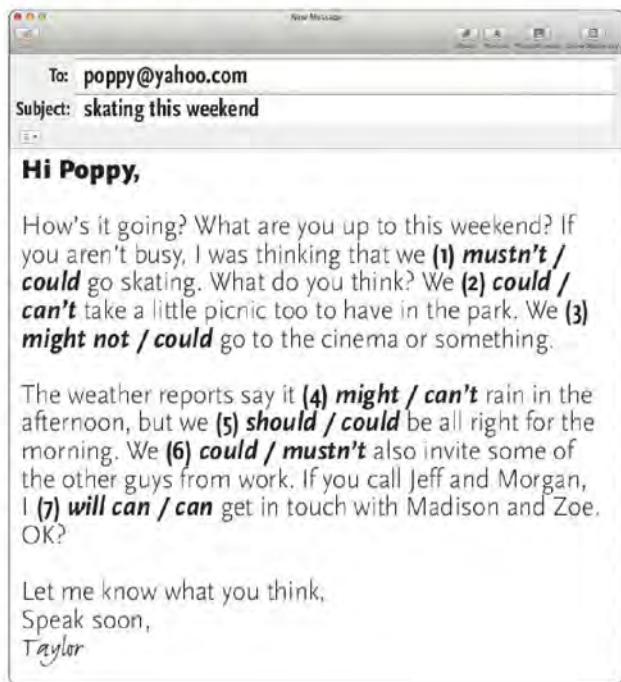 New Message
To: poppy@yahoo.com
Subject: skating this weekend
Hi Poppy,
How's it going? What are you up to this weekend? If
you aren't busy, I was thinking that we (1) mustn't /
could go skating. What do you think? We (2) could /
can't take a little picnic too to have in the park. We (3)
might not / could go to the cinema or something.
The weather reports say it (4) might / can't rain in the
afternoon, but we (5) should / could be all right for the
morning. We (6) could / mustn't also invite some of
the other guys from work. If you call Jeff and Morgan,
I (7) will can / can get in touch with Madison and Zoe.
OK?
Let me know what you think,
Speak soon,
Taylor